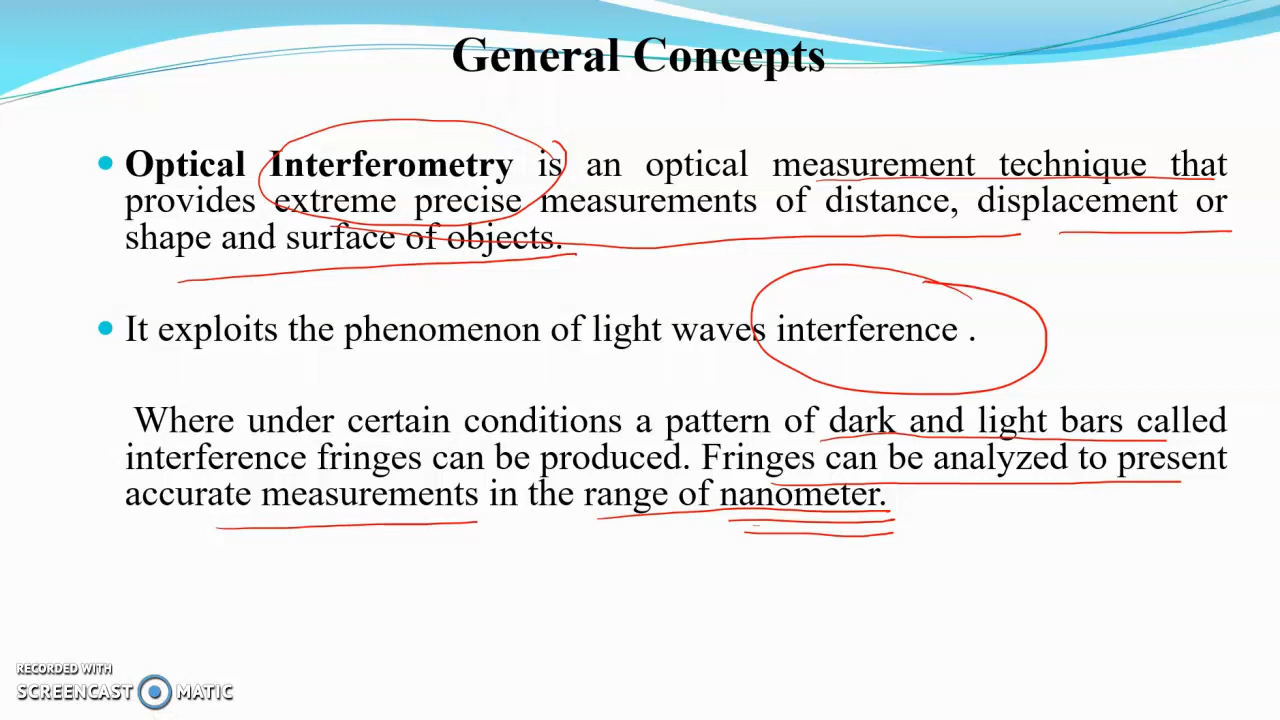 General Concepts
• Optical Interferometry is an optical measurement technique that
provides extreme precise measurements of distance, displacement or
shape and surface of objects.
• It exploits the phenomenon of light waves interference .
Where under certain conditions a pattern of dark and light bars called
interference fringes can be produced. Fringes can be analyzed to present
accurate measurements in the range of nanometer.
RECORDED WITH
SCREENCAST MATIC